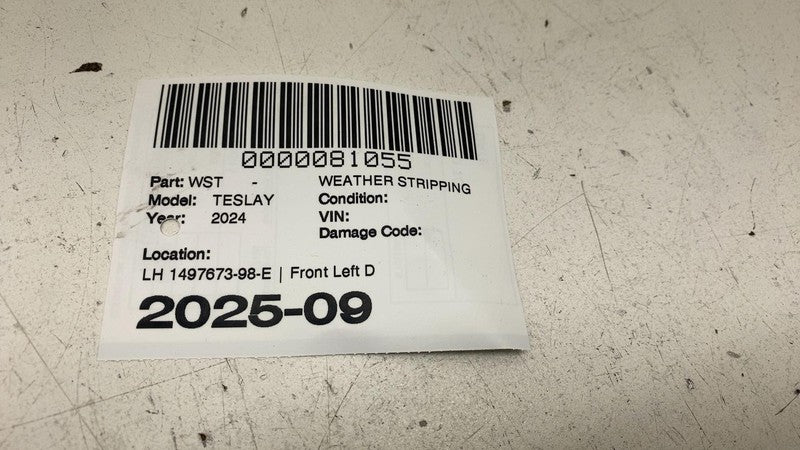 0000081055
Part: WST - WEATHER STRIPPING
Model: TESLAY Condition:
Year: 2024 VIN:
Damage Code:
Location:
LH 1497673-98-E | Front Left D
2025-09